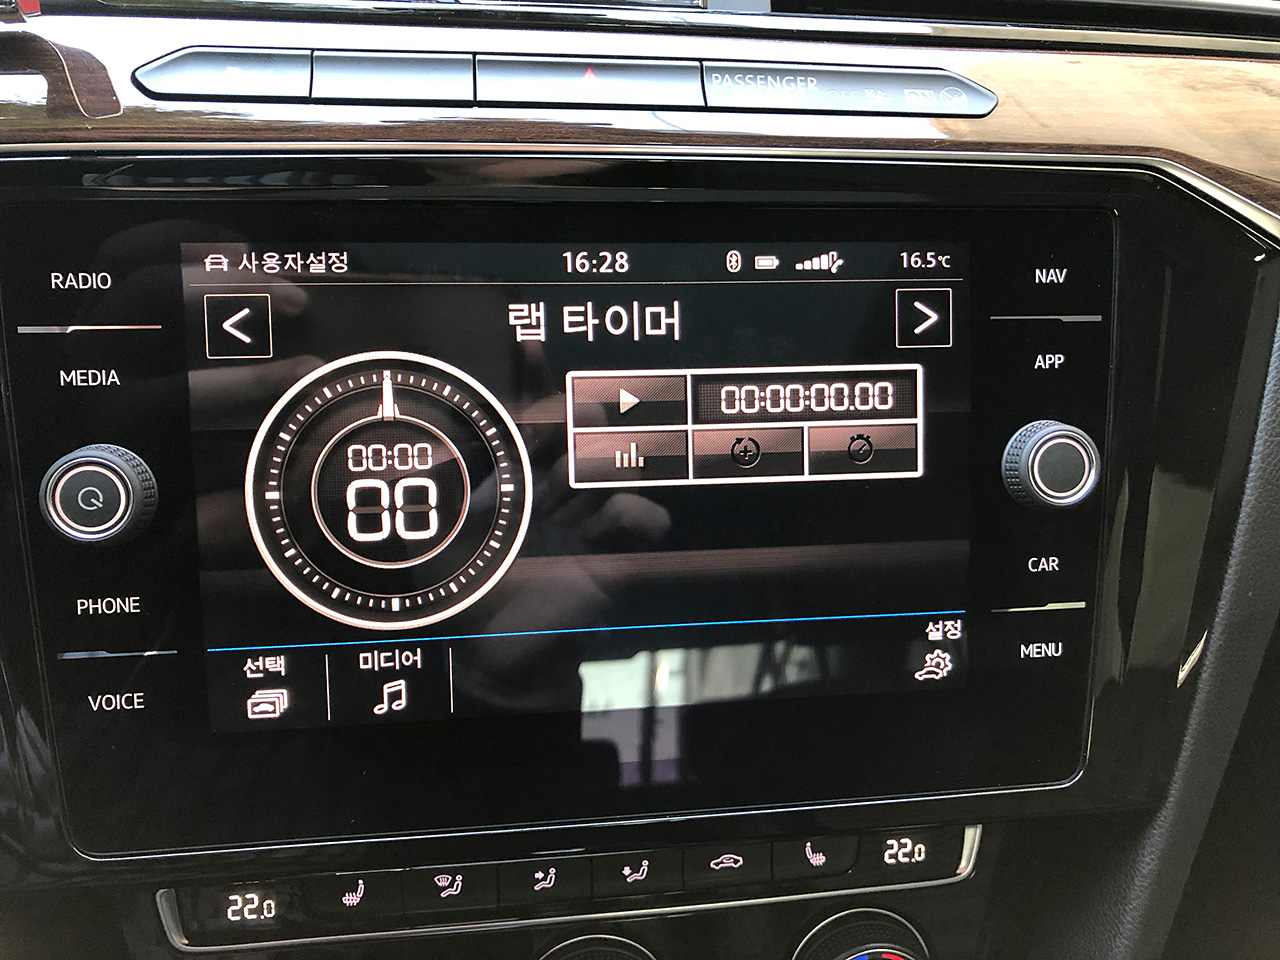 PASSENGER
OFF
RADIO
MEDIA
PHONE
VOICE
사용자설정
16:28
16.5℃
랩 타이머
00:00
00
00:00:00.00
선택
미디어
설정
NAV
APP
CAR
MENU
22.0
22.0